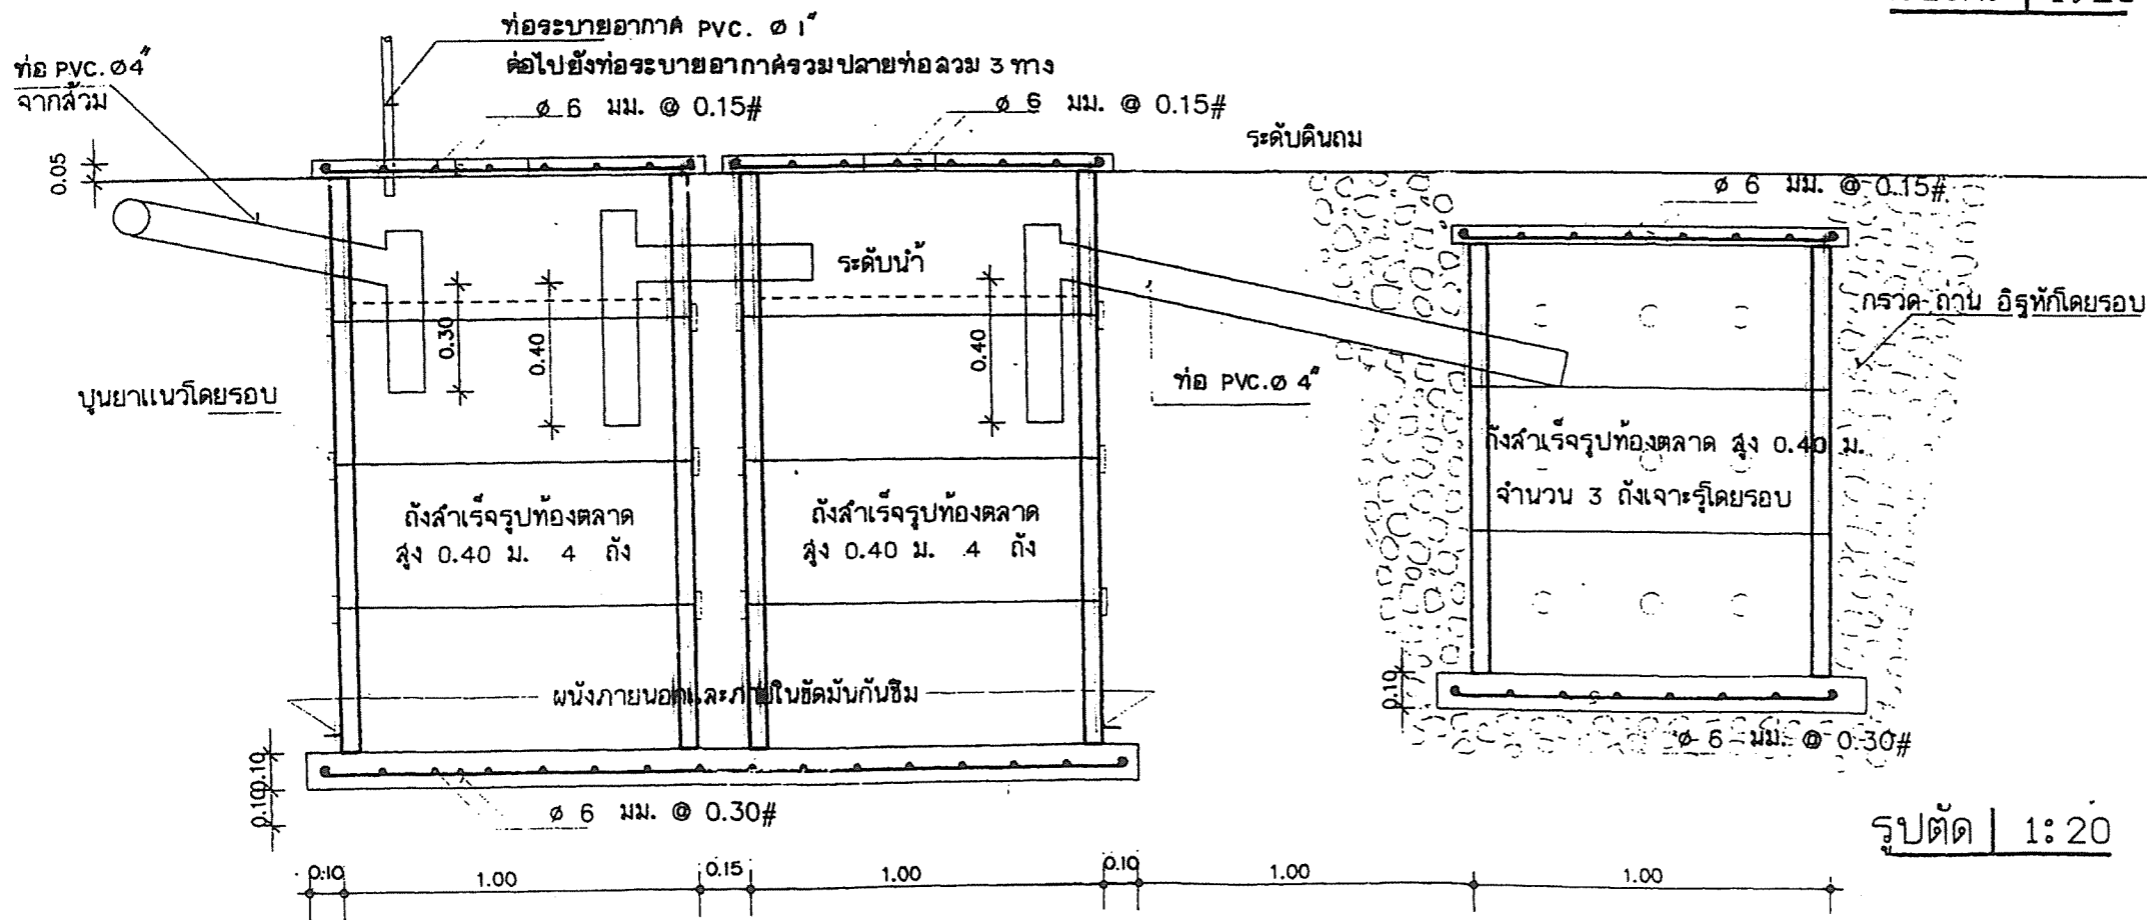 ท่อระบายอากาศ PVC. ø 1"
ต่อไปยังท่อระบายอากาศรวมปลายท่อสวม 3 ทาง
ท่อ PVC. ø4"
จากส้วม
ø 6 มม. @ 0.15#
ø 6 มม. @ 0.15#
ระดับดินถม
0.05
ø 6 มม. @ 0.15#
ระดับน้ำ
กรวด ถ่าน อิฐหักโดยรอบ
0.30
0.40
0.40
ท่อ PVC.ø 4"
ปูนยาแนวโดยรอบ
ถังสำเร็จรูปท้องตลาด สูง 0.40 ม.
จำนวน 3 ถังเจาะรูโดยรอบ
ถังสำเร็จรูปท้องตลาด
สูง 0.40 ม. 4 ถัง
ถังสำเร็จรูปท้องตลาด
สูง 0.40 ม. 4 ถัง
ผนังภายนอกและภายในขัดมันกันซึม
0.10
ø 6 มม. @ 0.30#
0.10
0.10
ø 6 มม. @ 0.30#
รูปตัด 1:20
0.10
1.00
0.15
1.00
0.10
1.00
1.00